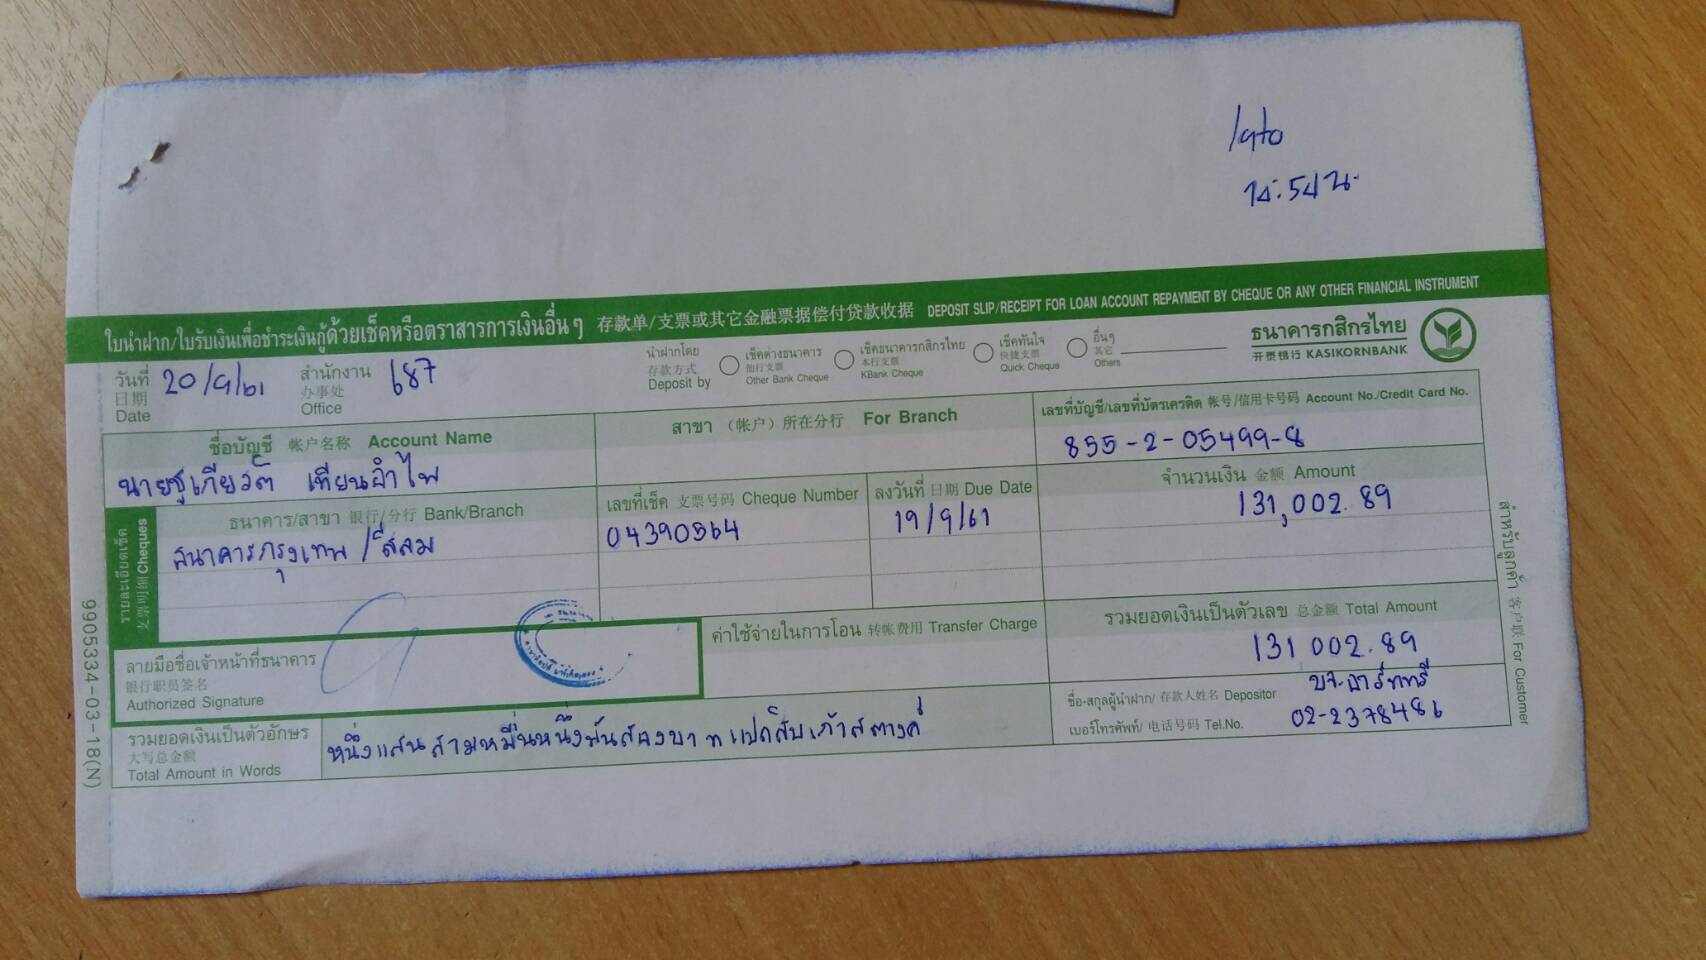 14:54 น.
ใบนำฝาก/ใบรับเงินเพื่อชำระเงินกู้ด้วยเช็คหรือตราสารการเงินอื่นๆ 存款单/支票或其它金融票据偿付贷款收据 DEPOSIT SLIP/RECEIPT FOR LOAN ACCOUNT REPAYMENT BY CHEQUE OR ANY OTHER FINANCIAL INSTRUMENT
ธนาคารกสิกรไทย
开泰银行 KASIKORNBANK
วันที่ 日期 Date 20/9/61
สำนักงาน 办事处 Office 687
นำฝากโดย 存款方式 Deposit by
เช็คต่างธนาคาร 他行支票 Other Bank Cheque
เช็คธนาคารกสิกรไทย 本行支票 KBank Cheque
เช็คทันใจ 快捷支票 Quick Cheque
อื่นๆ 其它 Others
ชื่อบัญชี 帐户名称 Account Name
นายชูเกียรติ เทียนอำไพ
สาขา (帐户) 所在分行 For Branch
เลขที่บัญชี/เลขที่บัตรเครดิต 帐号/信用卡号码 Account No./Credit Card No.
855-2-05499-8
รายละเอียดเช็ค 支票明细 Cheques
ธนาคาร/สาขา 银行/分行 Bank/Branch
ธนาคารกรุงเทพ / สีลม
เลขที่เช็ค 支票号码 Cheque Number
04390564
ลงวันที่ 日期 Due Date
19/9/61
จำนวนเงิน 金额 Amount
131,002.89
ลายมือชื่อเจ้าหน้าที่ธนาคาร
银行职员签名
Authorized Signature
ค่าใช้จ่ายในการโอน 转帐费用 Transfer Charge
รวมยอดเงินเป็นตัวเลข 总金额 Total Amount
131 002.89
รวมยอดเงินเป็นตัวอักษร
大写总金额
Total Amount in Words
หนึ่งแสนสามหมื่นหนึ่งพันสองบาทแปดสิบเก้าสตางค์
ชื่อ-สกุลผู้นำฝาก/ 存款人姓名 Depositor บจ.อาร์ททรี
เบอร์โทรศัพท์/ 电话号码 Tel.No. 02-2378486
สำหรับลูกค้า 客户联 For Customer
9905334-03-18(N)